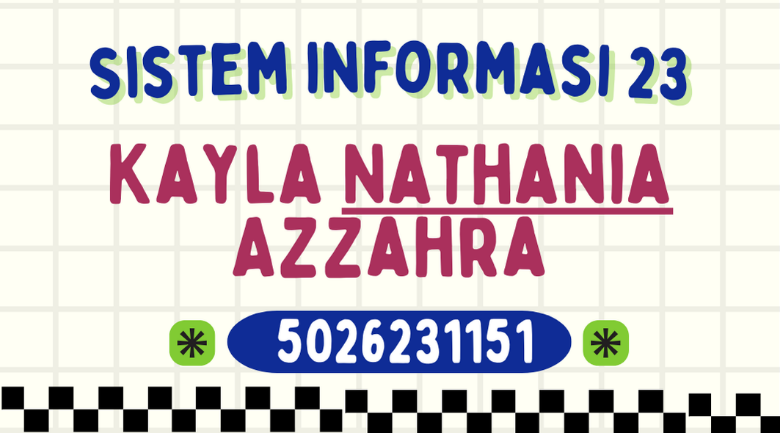 SISTEM INFORMASI 23
KAYLA NATHANIA
AZZAHRA
5026231151